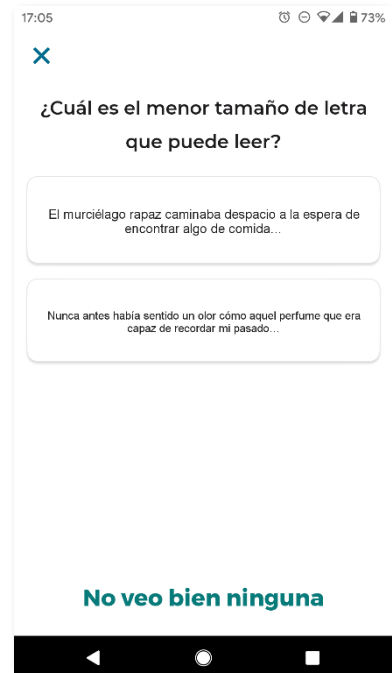 17:05
73%
¿Cuál es el menor tamaño de letra
que puede leer?
El murciélago rapaz caminaba despacio a la espera de
encontrar algo de comida...
Nunca antes había sentido un olor cómo aquel perfume que era
capaz de recordar mi pasado...
No veo bien ninguna